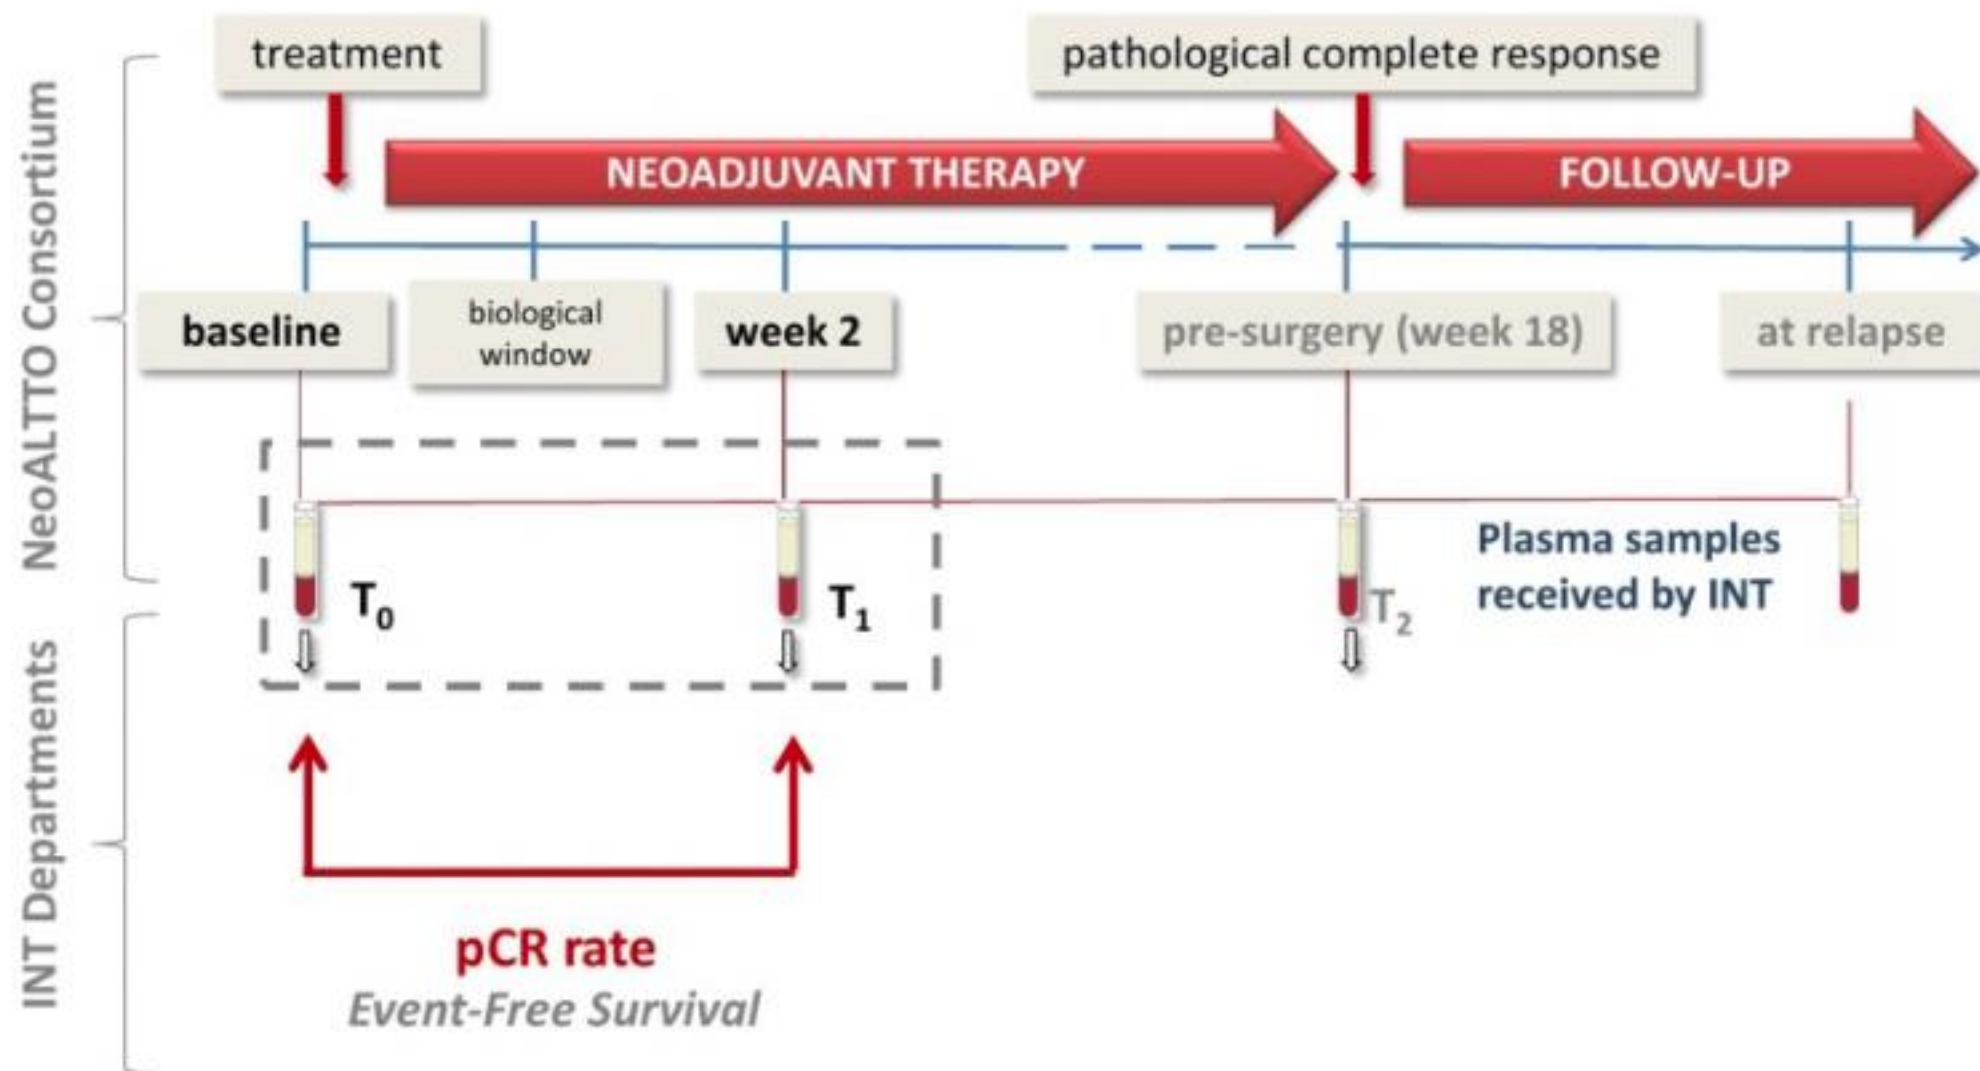 treatment
pathological complete response
NEOADJUVANT THERAPY
FOLLOW-UP
baseline
biological
window
week 2
pre-surgery (week 18)
at relapse
NeoALTTO Consortium
T0
T1
T2
Plasma samples
received by INT
INT Departments
pCR rate
Event-Free Survival